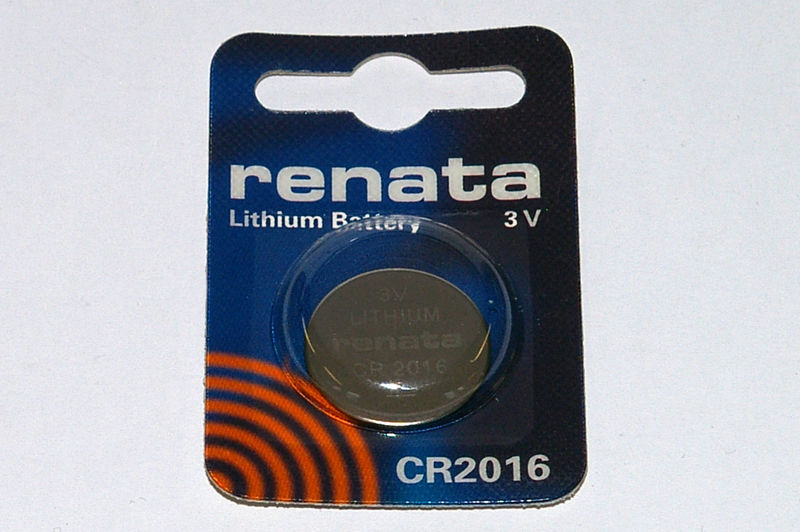 renata
Lithium Battery 3 V
3V
LITHIUM
renata
CR 2016
CR2016